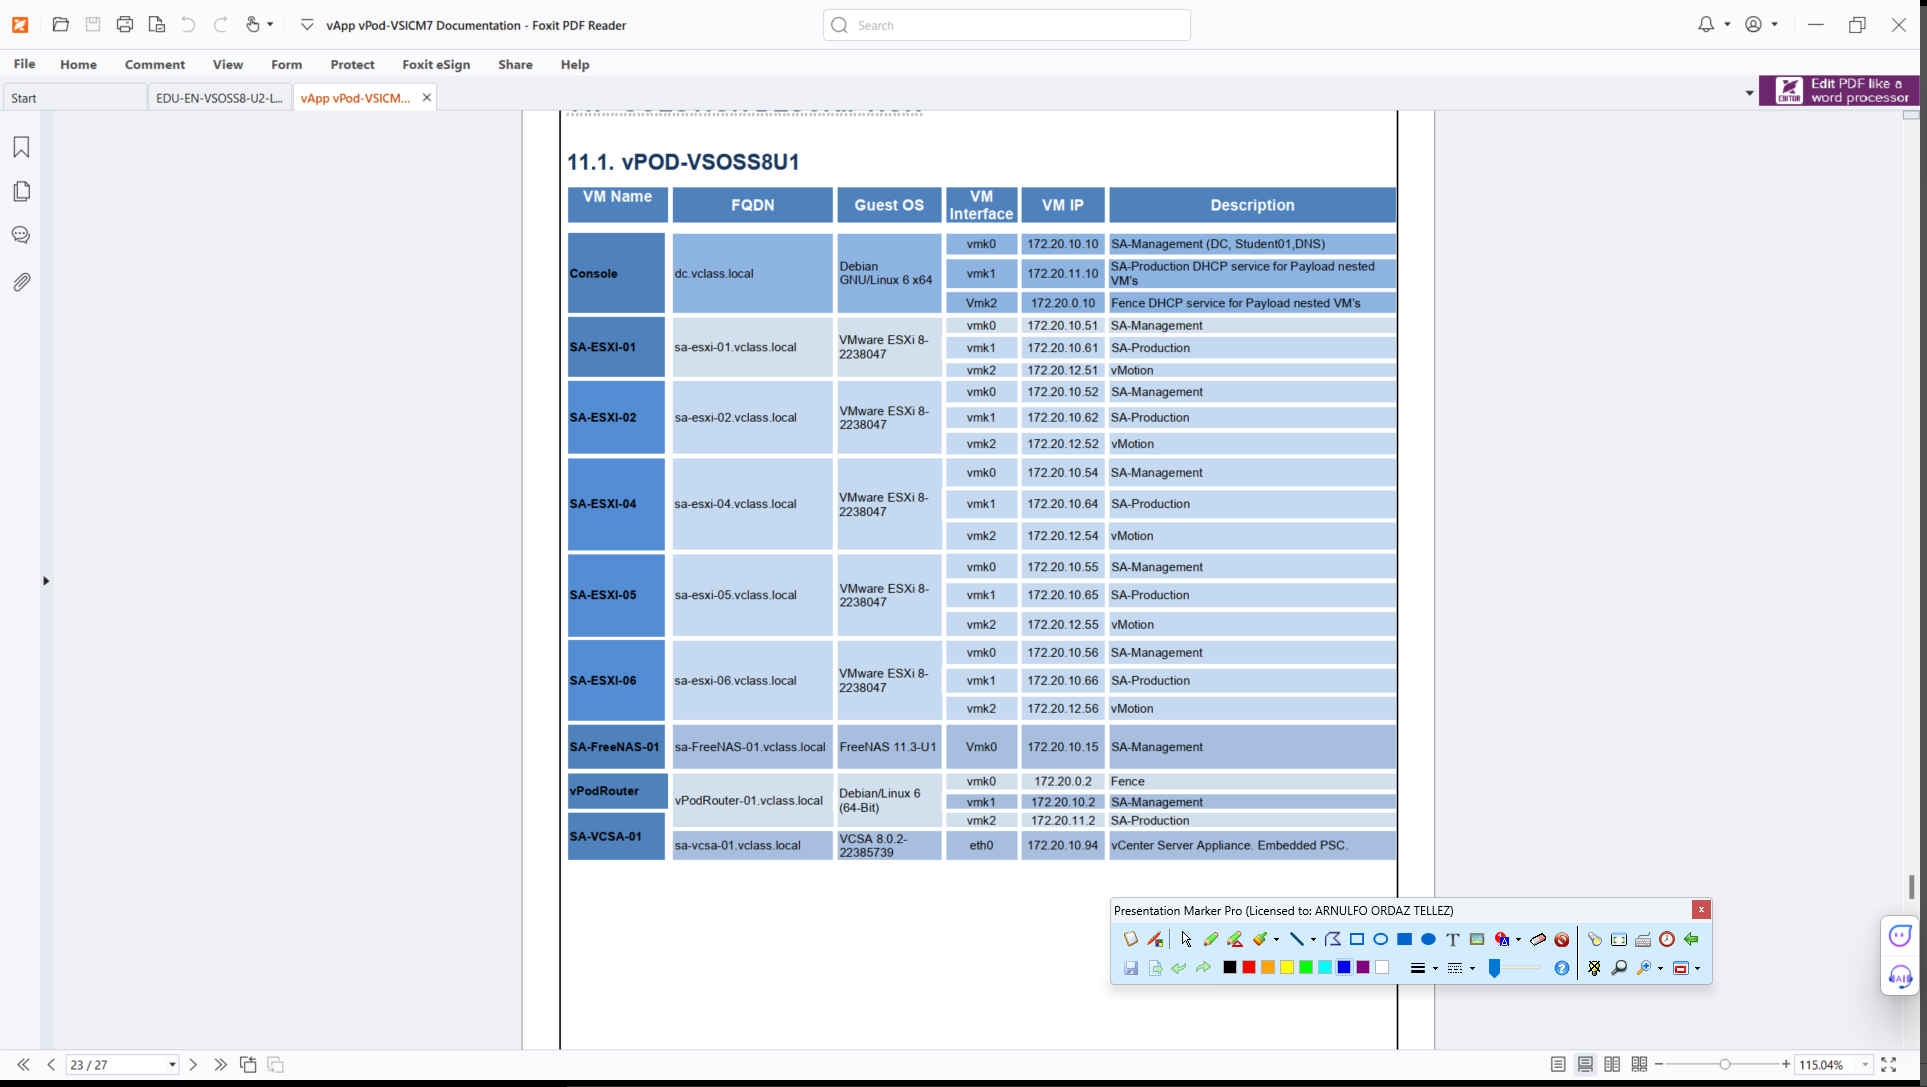 vApp vPod-VSICM7 Documentation - Foxit PDF Reader
Search
File Home Comment View Form Protect Foxit eSign Share Help
Start
EDU-EN-VSOSS8-U2-L...
vApp vPod-VSICM...
EDITOR
Edit PDF like a
word processor
11.1. vPOD-VSOSS8U1
VM Name FQDN Guest OS VM Interface VM IP Description
Console dc.vclass.local Debian GNU/Linux 6 x64
vmk0 172.20.10.10 SA-Management (DC, Student01,DNS)
vmk1 172.20.11.10 SA-Production DHCP service for Payload nested VM's
Vmk2 172.20.0.10 Fence DHCP service for Payload nested VM's
SA-ESXI-01 sa-esxi-01.vclass.local VMware ESXi 8-2238047
vmk0 172.20.10.51 SA-Management
vmk1 172.20.10.61 SA-Production
vmk2 172.20.12.51 vMotion
SA-ESXI-02 sa-esxi-02.vclass.local VMware ESXi 8-2238047
vmk0 172.20.10.52 SA-Management
vmk1 172.20.10.62 SA-Production
vmk2 172.20.12.52 vMotion
SA-ESXI-04 sa-esxi-04.vclass.local VMware ESXi 8-2238047
vmk0 172.20.10.54 SA-Management
vmk1 172.20.10.64 SA-Production
vmk2 172.20.12.54 vMotion
SA-ESXI-05 sa-esxi-05.vclass.local VMware ESXi 8-2238047
vmk0 172.20.10.55 SA-Management
vmk1 172.20.10.65 SA-Production
vmk2 172.20.12.55 vMotion
SA-ESXI-06 sa-esxi-06.vclass.local VMware ESXi 8-2238047
vmk0 172.20.10.56 SA-Management
vmk1 172.20.10.66 SA-Production
vmk2 172.20.12.56 vMotion
SA-FreeNAS-01 sa-FreeNAS-01.vclass.local FreeNAS 11.3-U1 Vmk0 172.20.10.15 SA-Management
vPodRouter vPodRouter-01.vclass.local Debian/Linux 6 (64-Bit)
vmk0 172.20.0.2 Fence
vmk1 172.20.10.2 SA-Management
vmk2 172.20.11.2 SA-Production
SA-VCSA-01 sa-vcsa-01.vclass.local VCSA 8.0.2-22385739 eth0 172.20.10.94 vCenter Server Appliance. Embedded PSC.
Presentation Marker Pro (Licensed to: ARNULFO ORDAZ TELLEZ)
AI
23 / 27
115.04%